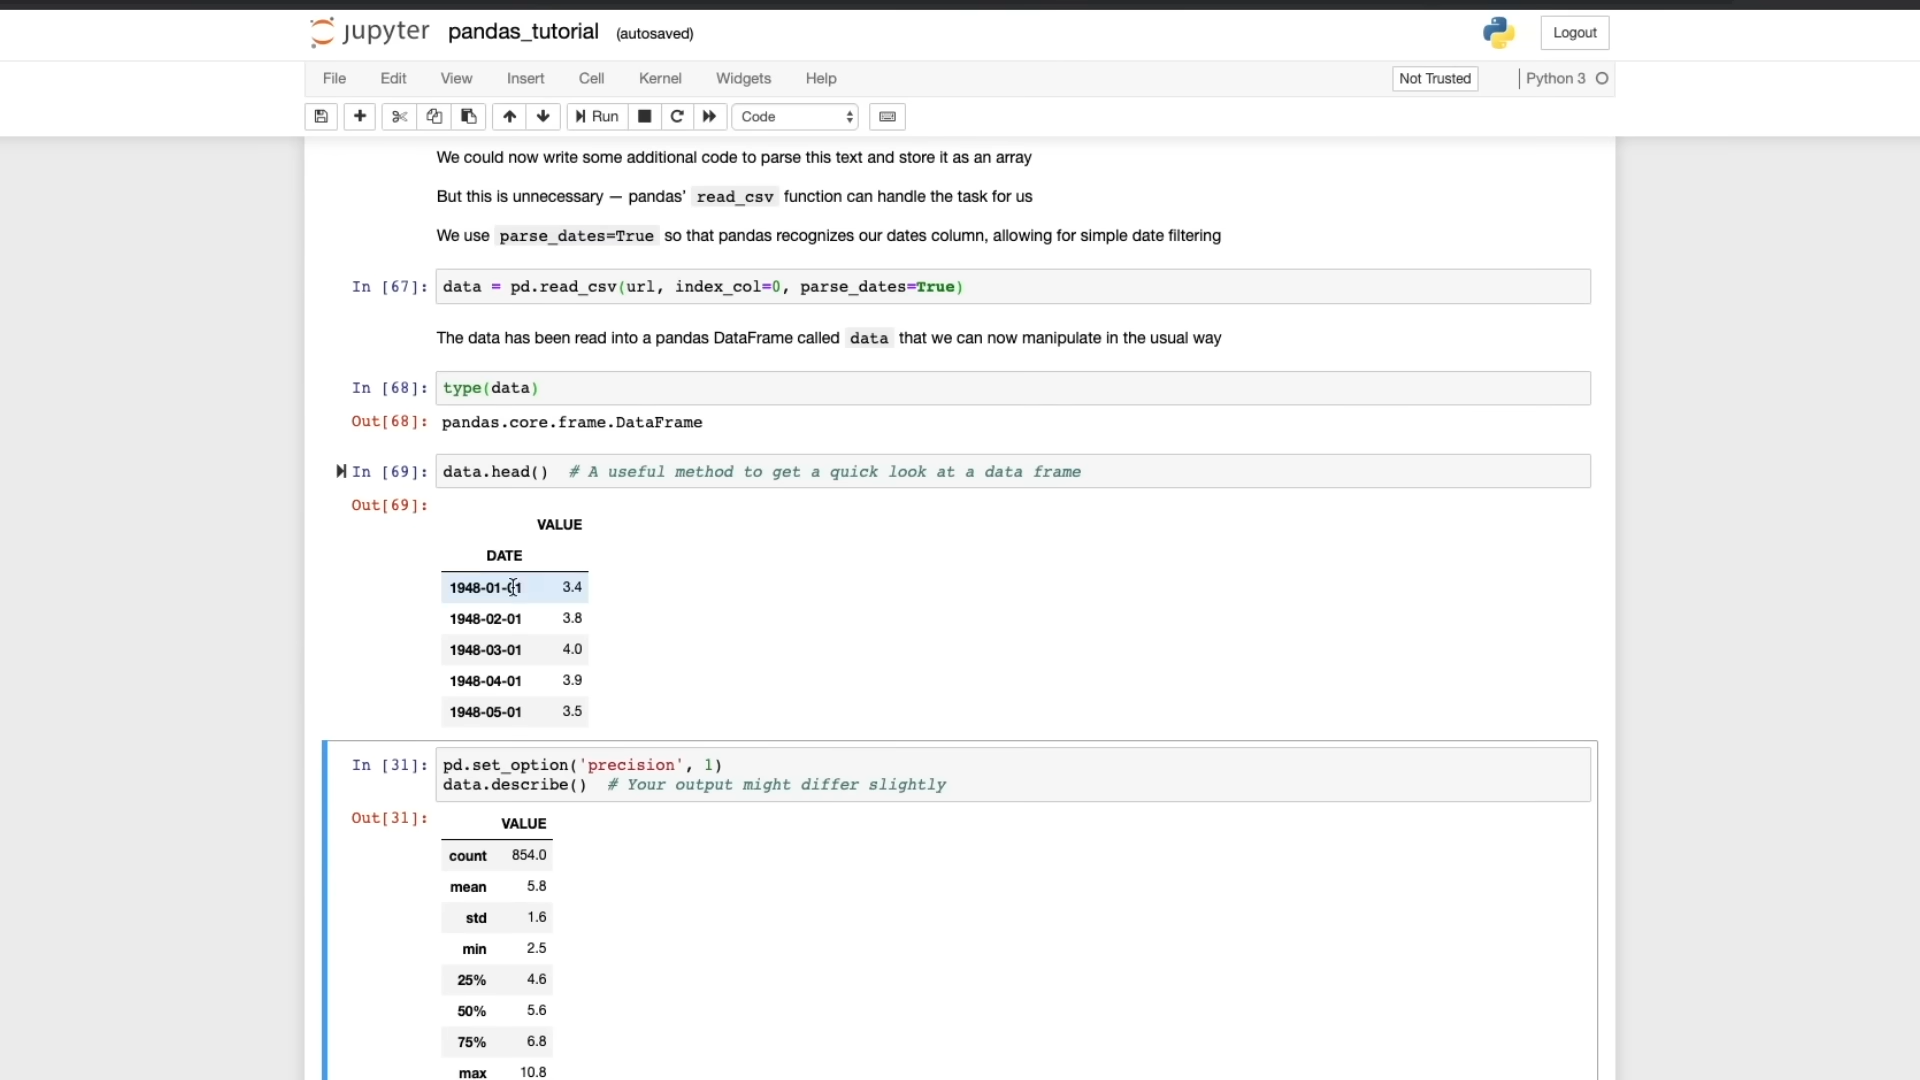 jupyter pandas_tutorial (autosaved) Logout
File Edit View Insert Cell Kernel Widgets Help Not Trusted Python 3
Run Code
We could now write some additional code to parse this text and store it as an array
But this is unnecessary — pandas' read_csv function can handle the task for us
We use parse_dates=True so that pandas recognizes our dates column, allowing for simple date filtering
In [67]: data = pd.read_csv(url, index_col=0, parse_dates=True)
The data has been read into a pandas DataFrame called data that we can now manipulate in the usual way
In [68]: type(data)
Out[68]: pandas.core.frame.DataFrame
In [69]: data.head() # A useful method to get a quick look at a data frame
Out[69]:
VALUE
DATE
1948-01-01 3.4
1948-02-01 3.8
1948-03-01 4.0
1948-04-01 3.9
1948-05-01 3.5
In [31]: pd.set_option('precision', 1)
data.describe() # Your output might differ slightly
Out[31]: VALUE
count 854.0
mean 5.8
std 1.6
min 2.5
25% 4.6
50% 5.6
75% 6.8
max 10.8